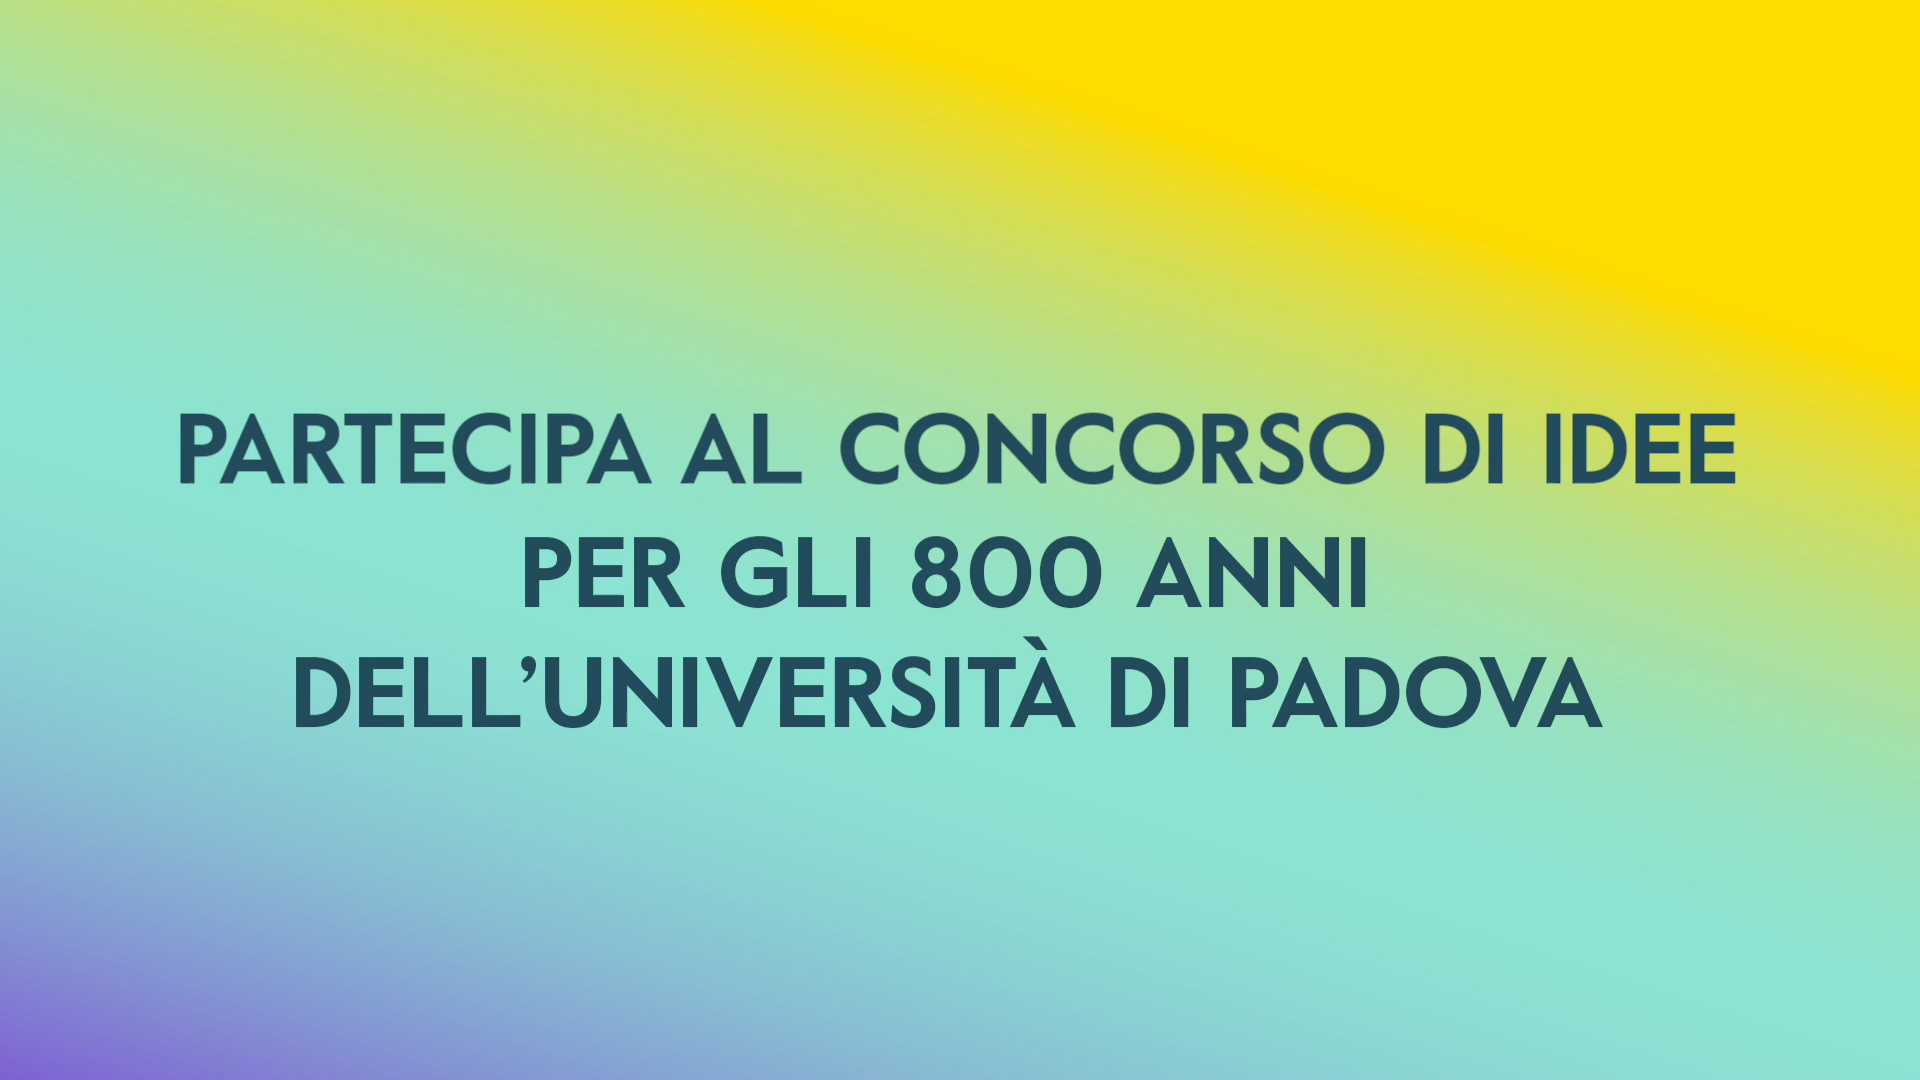 PARTECIPA AL CONCORSO DI IDEE
PER GLI 800 ANNI
DELL’UNIVERSITÀ DI PADOVA